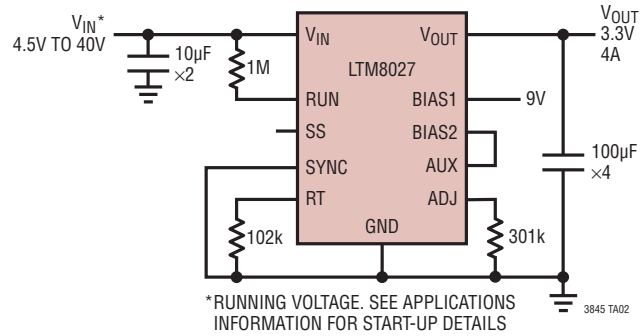 VIN*
4.5V TO 40V
10µF
×2
1M
VIN
VOUT
LTM8027
RUN
BIAS1
9V
SS
BIAS2
SYNC
AUX
RT
ADJ
GND
102k
301k
VOUT
3.3V
4A
100µF
×4
*RUNNING VOLTAGE. SEE APPLICATIONS
INFORMATION FOR START-UP DETAILS
3845 TA02